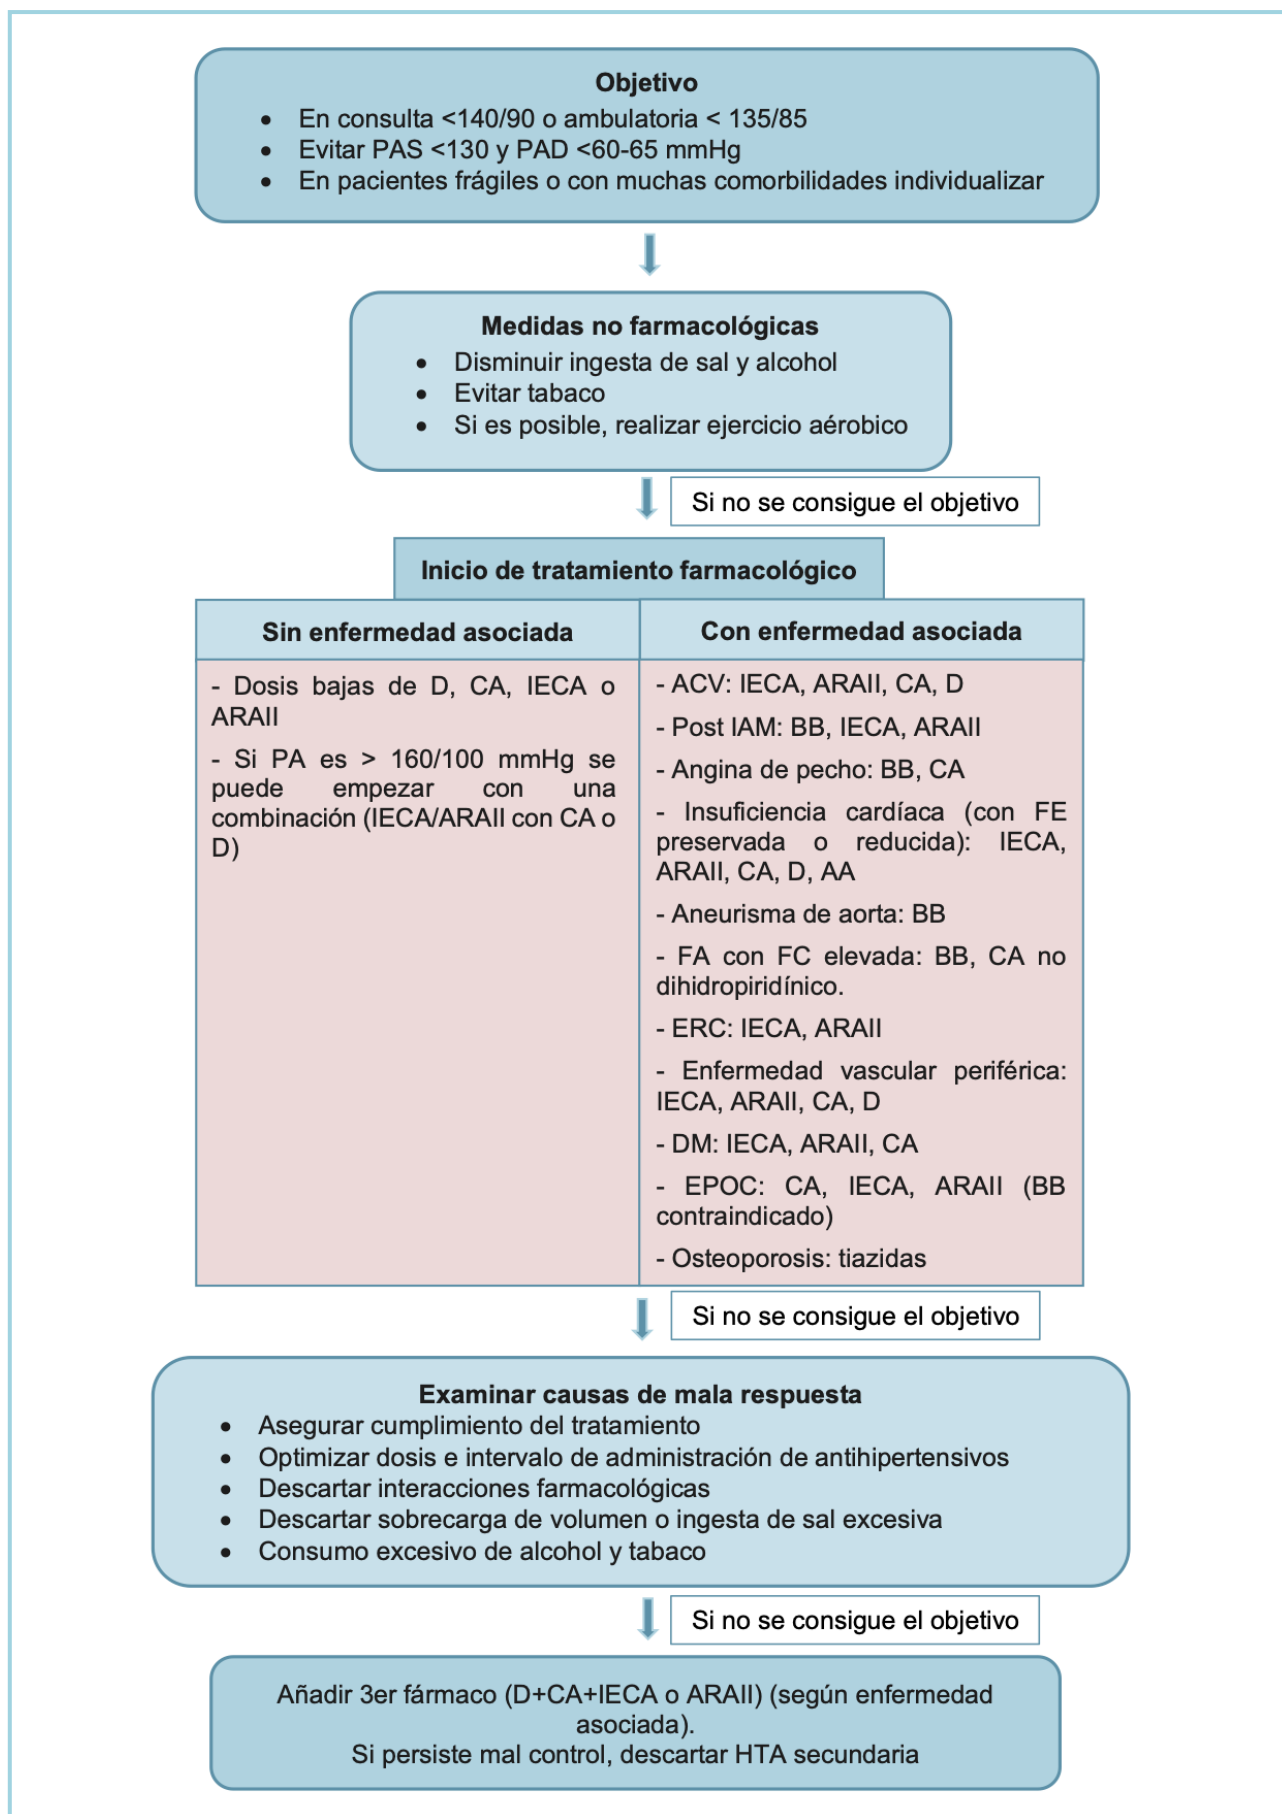 Objetivo
• En consulta <140/90 o ambulatoria < 135/85
• Evitar PAS <130 y PAD <60-65 mmHg
• En pacientes frágiles o con muchas comorbilidades individualizar
Medidas no farmacológicas
• Disminuir ingesta de sal y alcohol
• Evitar tabaco
• Si es posible, realizar ejercicio aérobico
Si no se consigue el objetivo
Inicio de tratamiento farmacológico
Sin enfermedad asociada
- Dosis bajas de D, CA, IECA o
ARAII
- Si PA es > 160/100 mmHg se
puede empezar con una
combinación (IECA/ARAII con CA o
D)
Con enfermedad asociada
- ACV: IECA, ARAII, CA, D
- Post IAM: BB, IECA, ARAII
- Angina de pecho: BB, CA
- Insuficiencia cardíaca (con FE
preservada o reducida): IECA,
ARAII, CA, D, AA
- Aneurisma de aorta: BB
- FA con FC elevada: BB, CA no
dihidropiridínico.
- ERC: IECA, ARAII
- Enfermedad vascular periférica:
IECA, ARAII, CA, D
- DM: IECA, ARAII, CA
- EPOC: CA, IECA, ARAII (BB
contraindicado)
- Osteoporosis: tiazidas
Si no se consigue el objetivo
Examinar causas de mala respuesta
• Asegurar cumplimiento del tratamiento
• Optimizar dosis e intervalo de administración de antihipertensivos
• Descartar interacciones farmacológicas
• Descartar sobrecarga de volumen o ingesta de sal excesiva
• Consumo excesivo de alcohol y tabaco
Si no se consigue el objetivo
Añadir 3er fármaco (D+CA+IECA o ARAII) (según enfermedad
asociada).
Si persiste mal control, descartar HTA secundaria